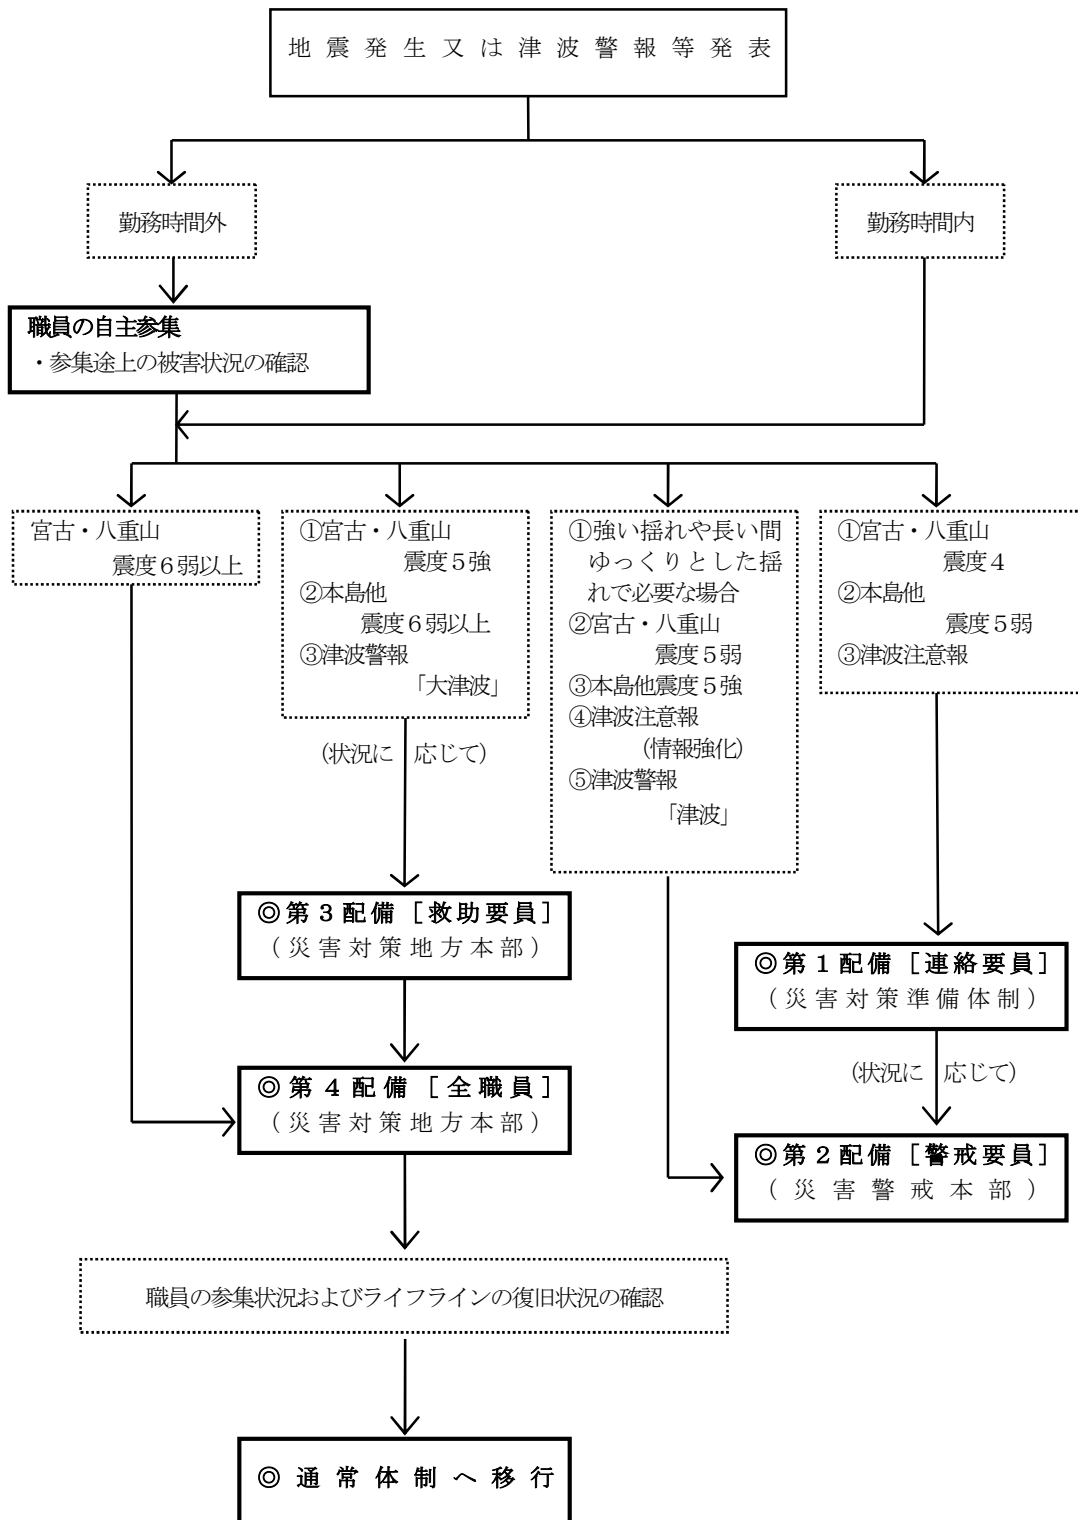 地震発生又は津波警報等発表
勤務時間外
勤務時間内
職員の自主参集
・参集途上の被害状況の確認
宮古・八重山
震度６弱以上
①宮古・八重山
震度５強
②本島他
震度６弱以上
③津波警報
「大津波」
①強い揺れや長い間
ゆっくりとした揺
れで必要な場合
②宮古・八重山
震度５弱
③本島他震度５強
④津波注意報
（情報強化）
⑤津波警報
「津波」
①宮古・八重山
震度４
②本島他
震度５弱
③津波注意報
（状況に 応じて）
◎第３配備［救助要員］
（災害対策地方本部）
◎第１配備［連絡要員］
（災害対策準備体制）
（状況に 応じて）
◎第４配備［全職員］
（災害対策地方本部）
◎第２配備［警戒要員］
（災害警戒本部）
職員の参集状況およびライフラインの復旧状況の確認
◎通常体制へ移行